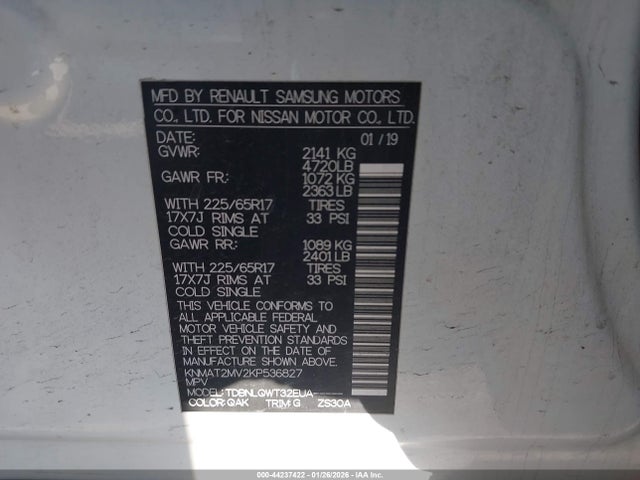 MFD BY RENAULT SAMSUNG MOTORS
CO., LTD. FOR NISSAN MOTOR CO., LTD.
DATE: 01 / 19
GVWR: 2141 KG
4720LB
GAWR FR: 1072 KG
2363 LB
WITH 225/65R17 TIRES
17X7J RIMS AT 33 PSI
COLD SINGLE
GAWR RR: 1089 KG
2401 LB
WITH 225/65R17 TIRES
17X7J RIMS AT 33 PSI
COLD SINGLE
THIS VEHICLE CONFORMS TO
ALL APPLICABLE FEDERAL
MOTOR VEHICLE SAFETY AND
THEFT PREVENTION STANDARDS
IN EFFECT ON THE DATE OF
MANUFACTURE SHOWN ABOVE.
KNMAT2MV2KP536827
MPV
MODEL: TDBNLQWT32EUA
COLOR: QAK TRIM: G ZS30A
000-44237422 - 01/26/2026 - IAAI.com